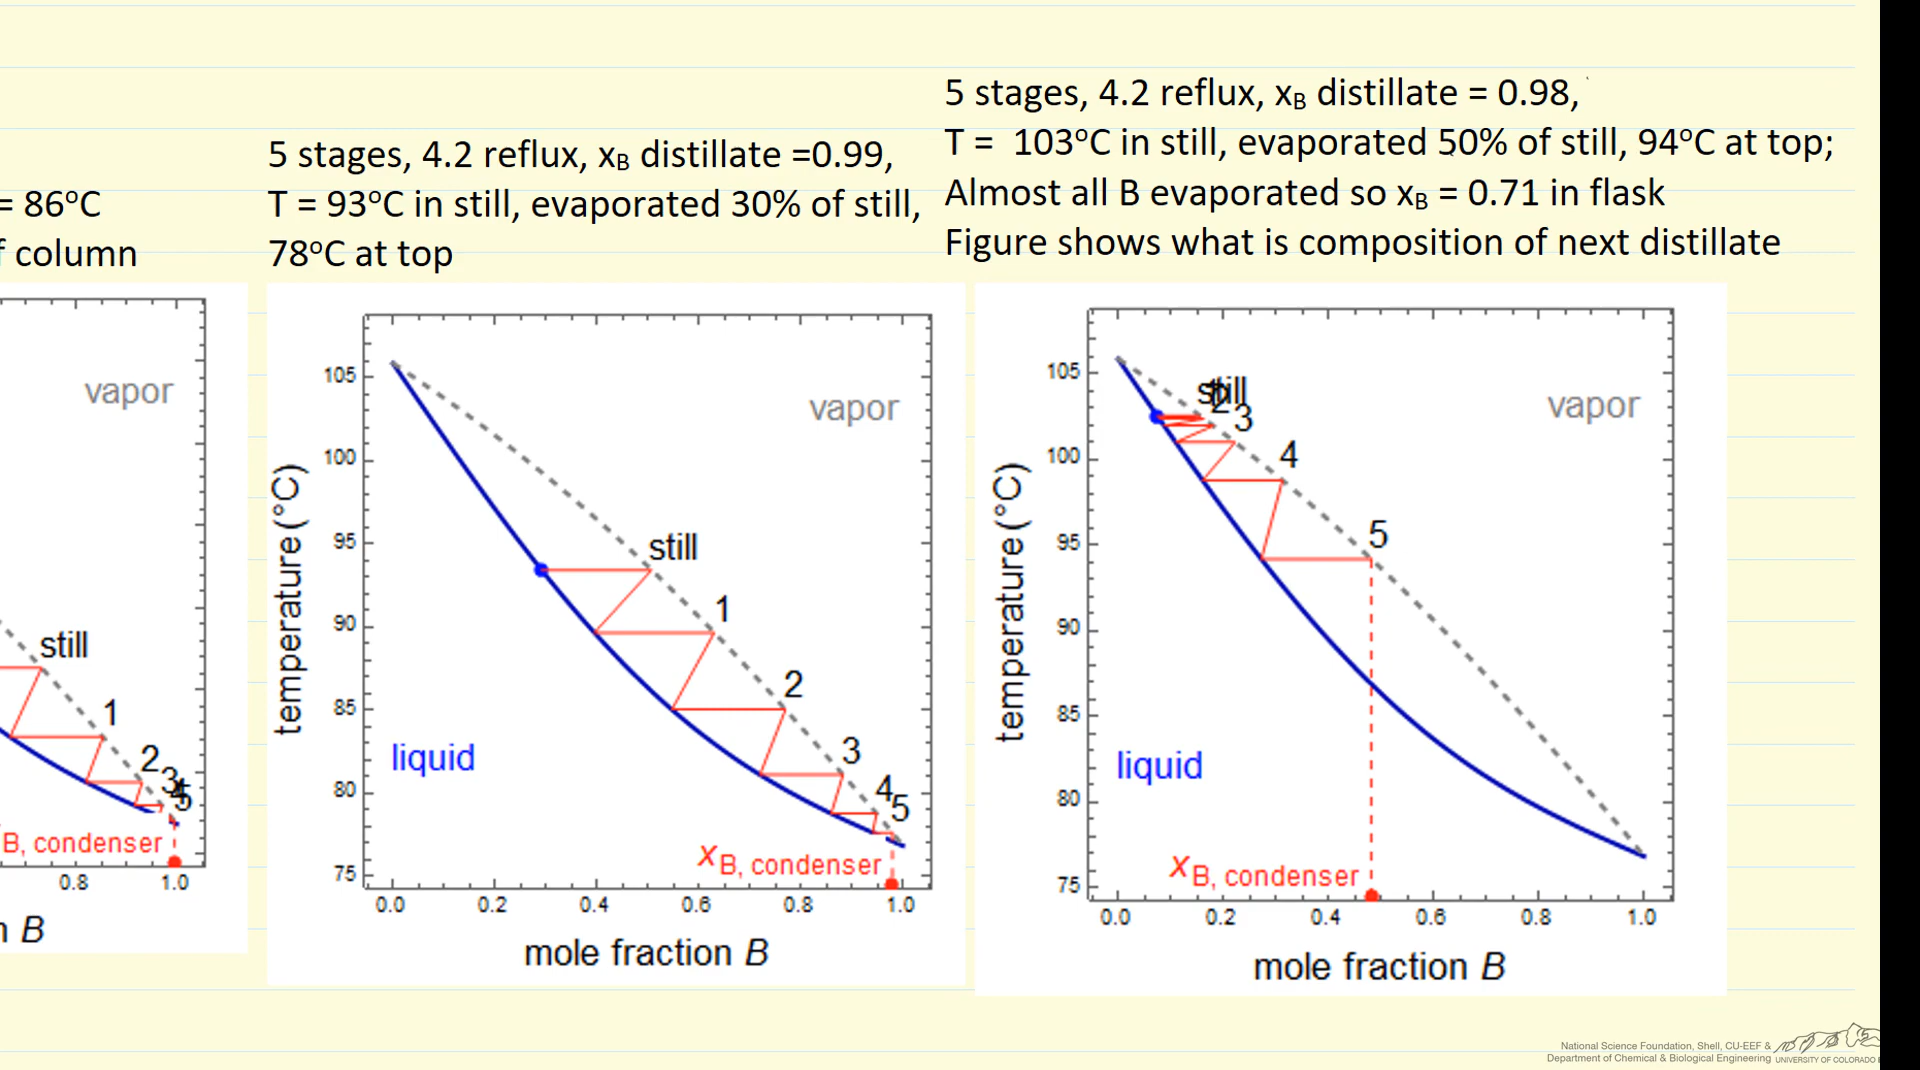 = 86°C
f column
vapor
still
1
2
3
4
5
B, condenser
0.8 1.0
n B
5 stages, 4.2 reflux, xB distillate =0.99,
T = 93°C in still, evaporated 30% of still,
78°C at top
105
100
95
90
85
80
75
temperature (°C)
vapor
still
1
2
3
4
5
liquid
xB, condenser
0.0 0.2 0.4 0.6 0.8 1.0
mole fraction B
5 stages, 4.2 reflux, xB distillate = 0.98,
T = 103°C in still, evaporated 50% of still, 94°C at top;
Almost all B evaporated so xB = 0.71 in flask
Figure shows what is composition of next distillate
105
100
95
90
85
80
75
temperature (°C)
vapor
still
2
3
4
5
liquid
xB, condenser
0.0 0.2 0.4 0.6 0.8 1.0
mole fraction B
National Science Foundation, Shell, CU-EEF &
Department of Chemical & Biological Engineering
UNIVERSITY OF COLORADO